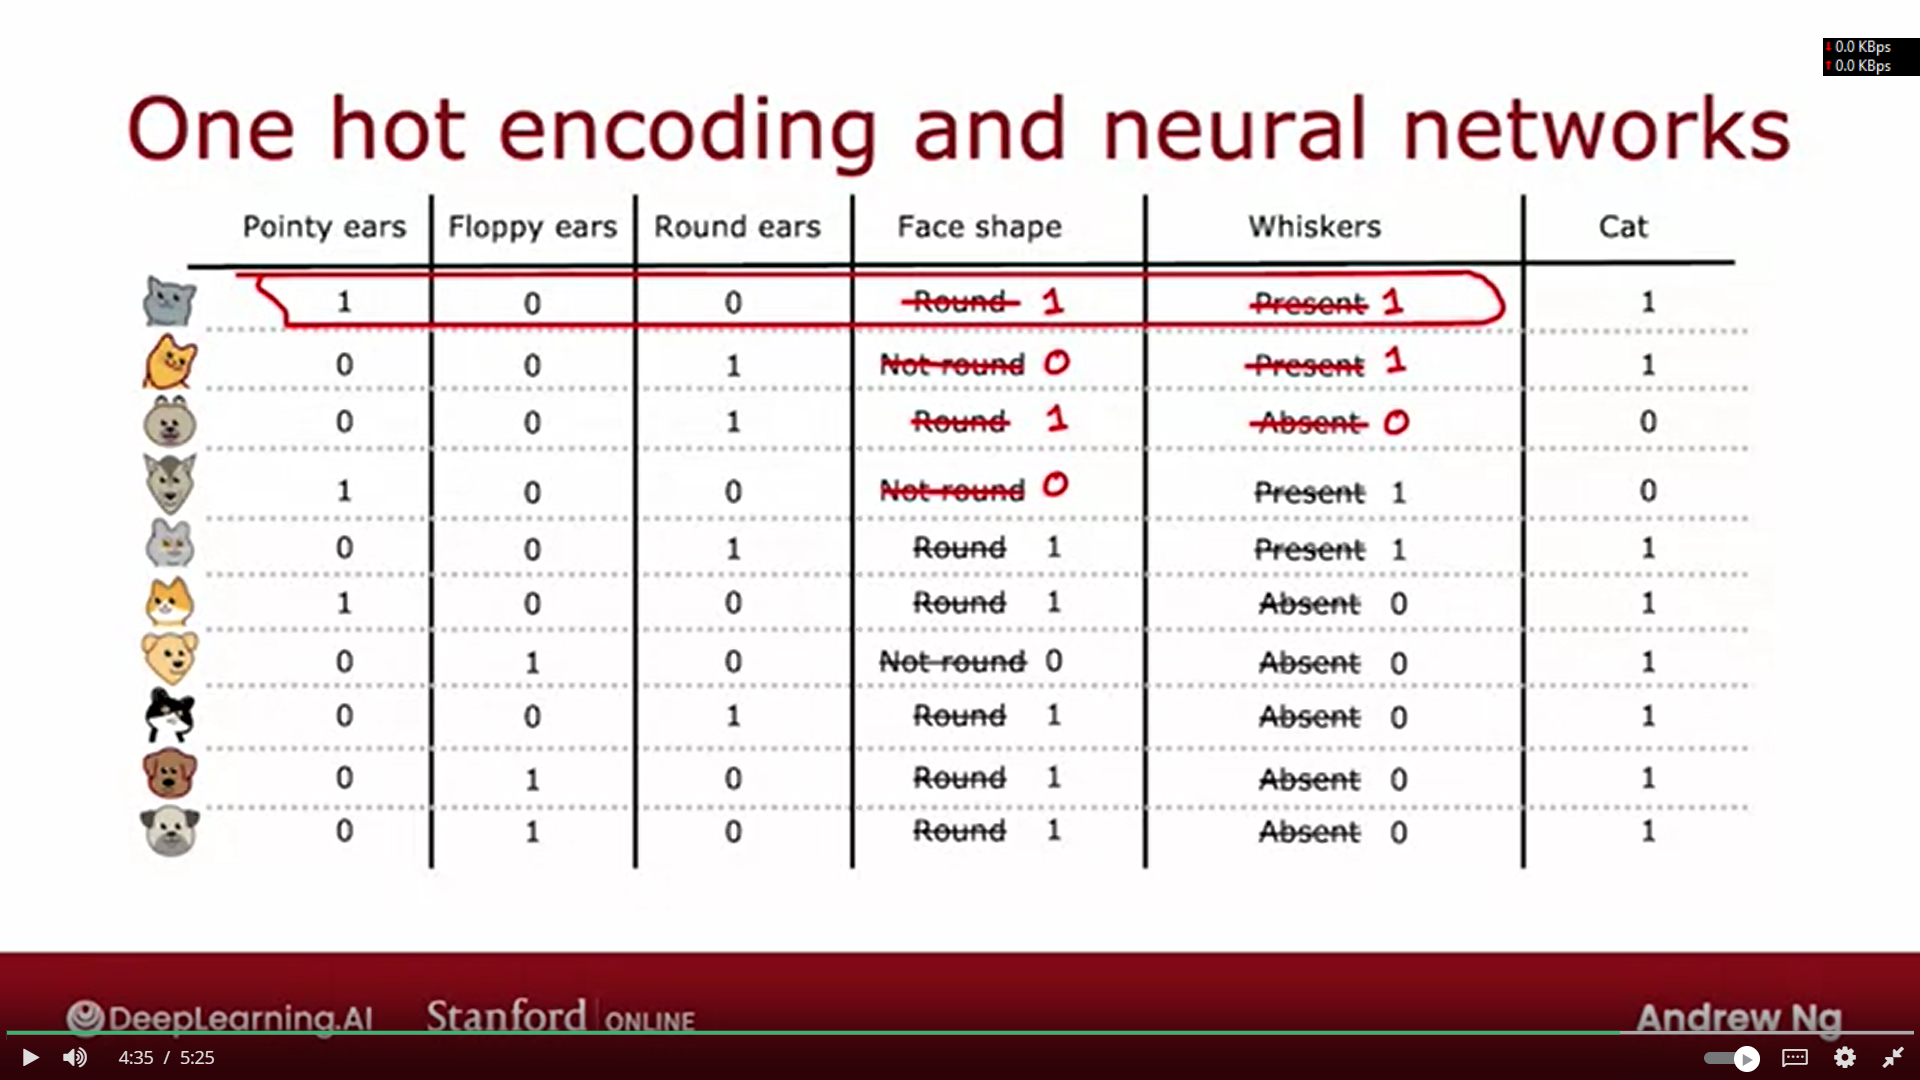 0.0 KBps
0.0 KBps
One hot encoding and neural networks
Pointy ears Floppy ears Round ears Face shape Whiskers Cat
1 0 0 Round 1 Present 1 1
0 0 1 Not round 0 Present 1 1
0 0 1 Round 1 Absent 0 0
1 0 0 Not round 0 Present 1 0
0 0 1 Round 1 Present 1 1
1 0 0 Round 1 Absent 0 1
0 1 0 Not round 0 Absent 0 1
0 0 1 Round 1 Absent 0 1
0 1 0 Round 1 Absent 0 1
0 1 0 Round 1 Absent 0 1
DeepLearning.AI Stanford ONLINE Andrew Ng
4:35 / 5:25